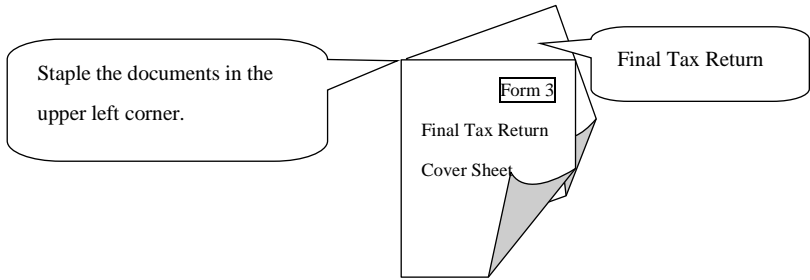 Staple the documents in the
upper left corner.
Final Tax Return
Form 3
Final Tax Return
Cover Sheet